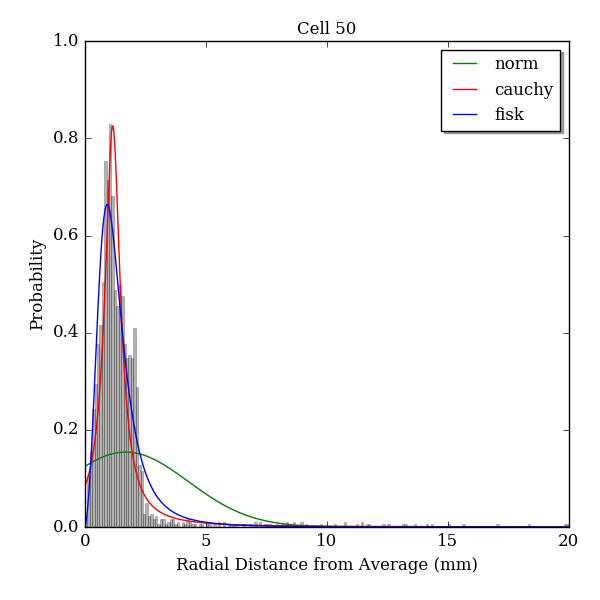 Cell 50
1.0
0.8
0.6
0.4
0.2
0.0
Probability
norm
cauchy
fisk
0 5 10 15 20
Radial Distance from Average (mm)